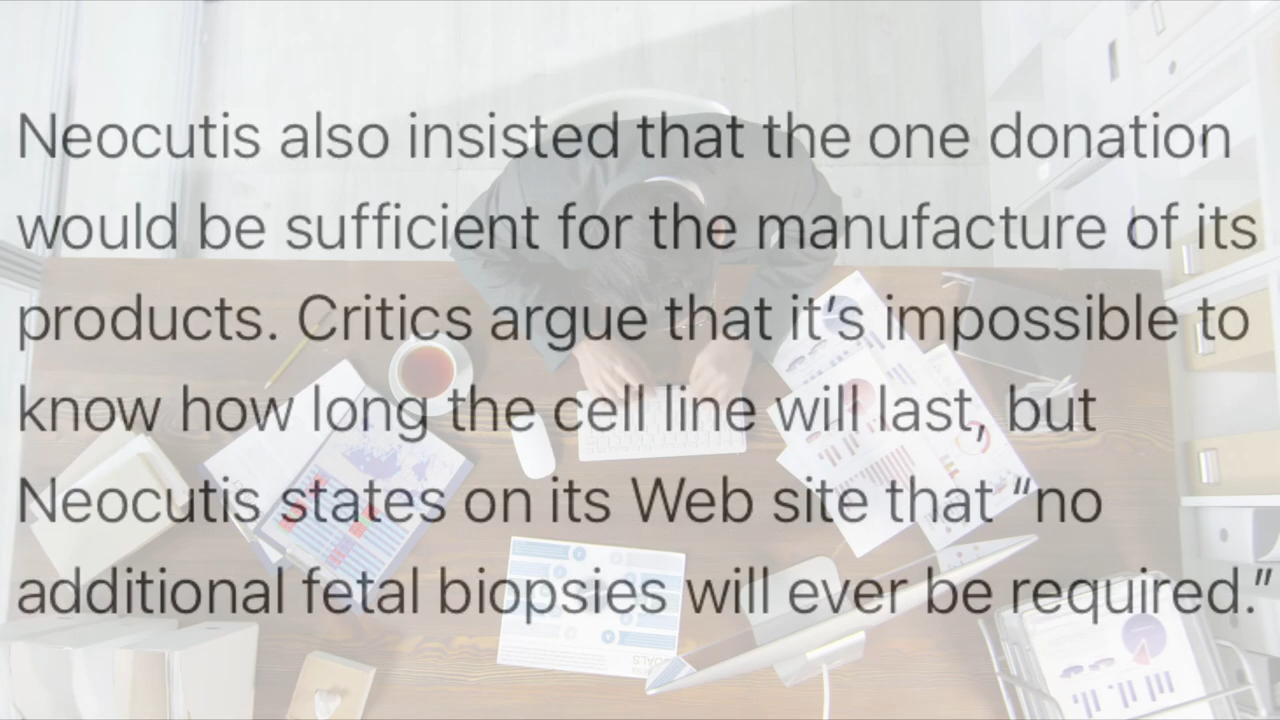 Neocutis also insisted that the one donation
would be sufficient for the manufacture of its
products. Critics argue that it’s impossible to
know how long the cell line will last, but
Neocutis states on its Web site that “no
additional fetal biopsies will ever be required.”